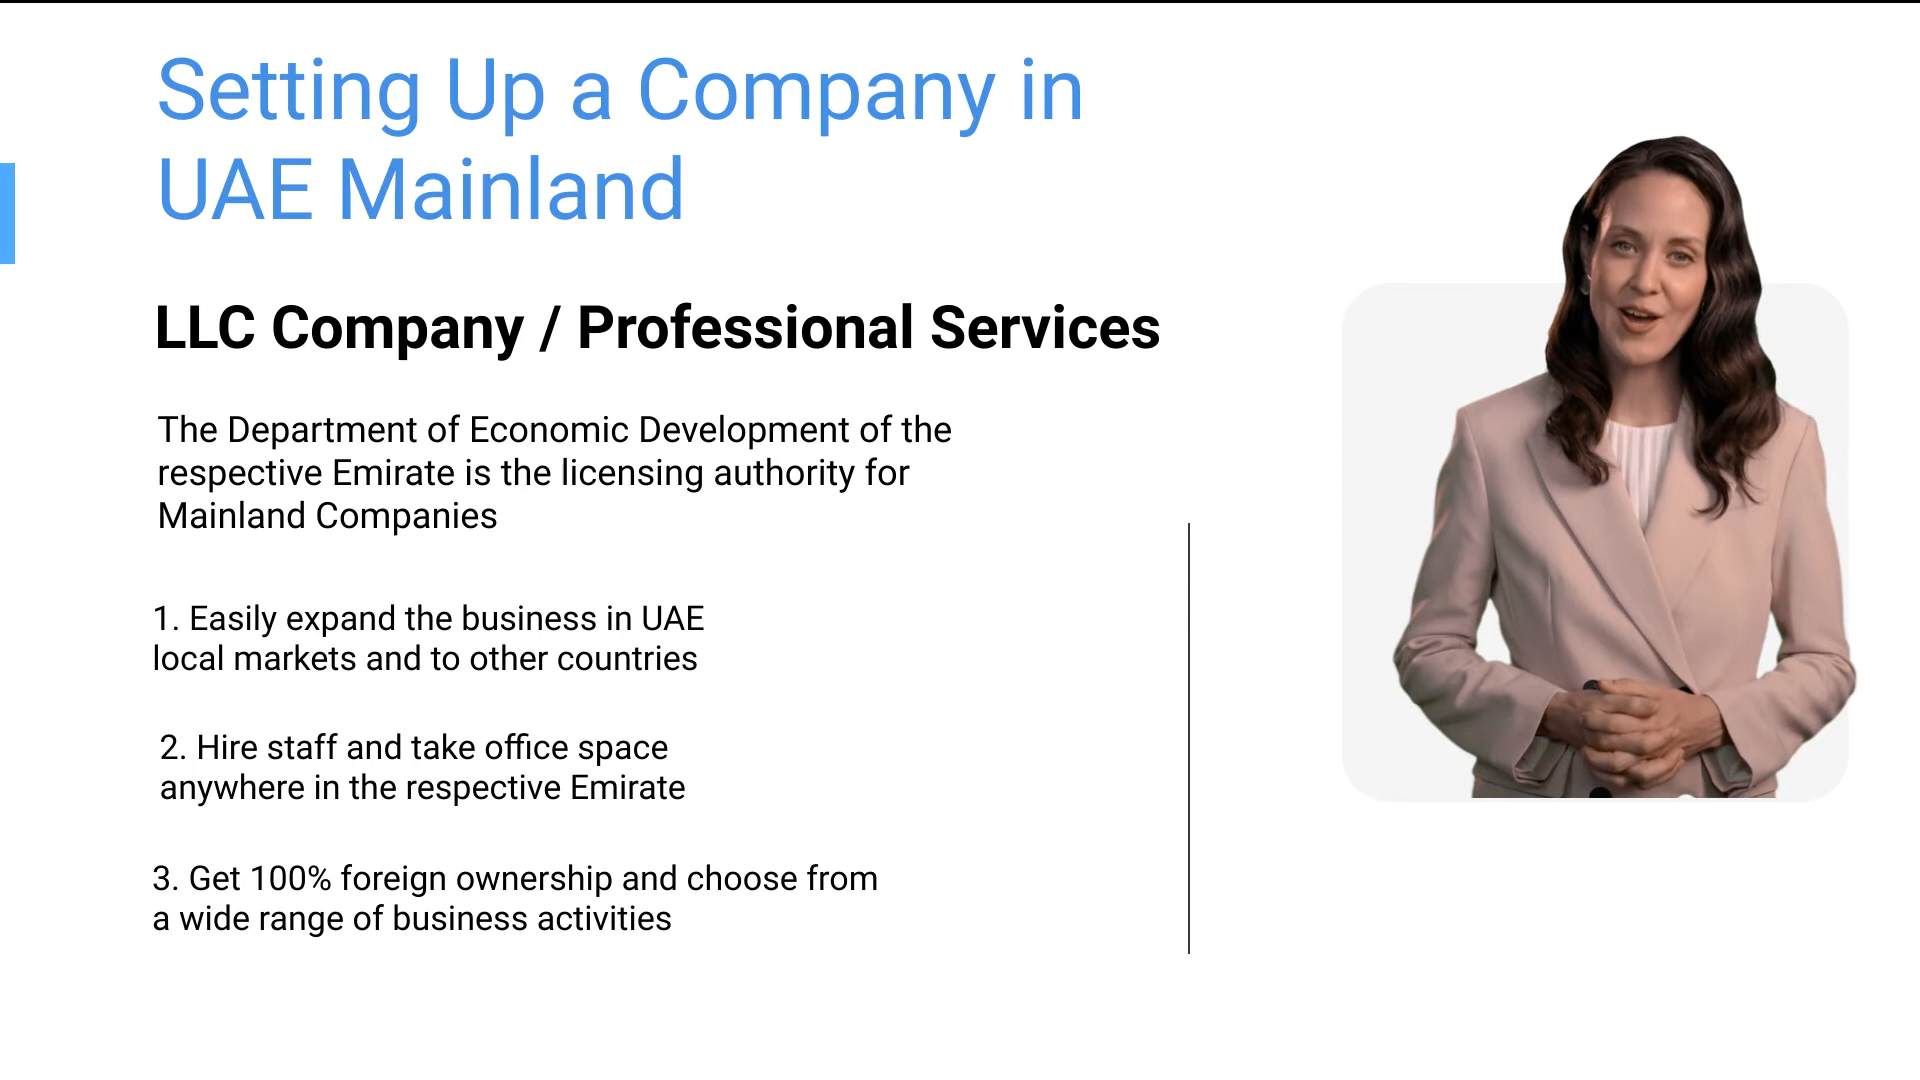 Setting Up a Company in
UAE Mainland
LLC Company / Professional Services
The Department of Economic Development of the
respective Emirate is the licensing authority for
Mainland Companies
1. Easily expand the business in UAE
local markets and to other countries
2. Hire staff and take office space
anywhere in the respective Emirate
3. Get 100% foreign ownership and choose from
a wide range of business activities